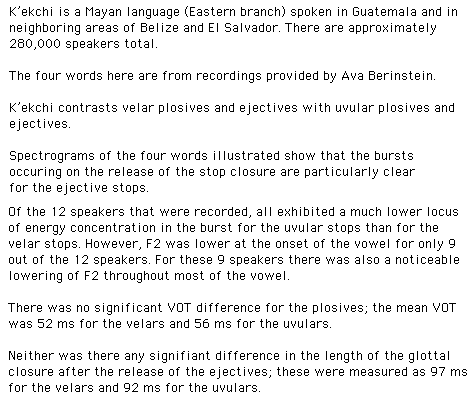 K'ekchi is a Mayan language (Eastern branch) spoken in Guatemala and in
neighboring areas of Belize and El Salvador. There are approximately
280,000 speakers total.
The four words here are from recordings provided by Ava Berinstein.
K'ekchi contrasts velar plosives and ejectives with uvular plosives and
ejectives.
Spectrograms of the four words illustrated show that the bursts
occuring on the release of the stop closure are particularly clear
for the ejective stops.
Of the 12 speakers that were recorded, all exhibited a much lower locus
of energy concentration in the burst for the uvular stops than for the
velar stops. However, F2 was lower at the onset of the vowel for only 9
out of the 12 speakers. For these 9 speakers there was also a noticeable
lowering of F2 throughout most of the vowel.
There was no significant VOT difference for the plosives; the mean VOT
was 52 ms for the velars and 56 ms for the uvulars.
Neither was there any signifiant difference in the length of the glottal
closure after the release of the ejectives; these were measured as 97 ms
for the velars and 92 ms for the uvulars.